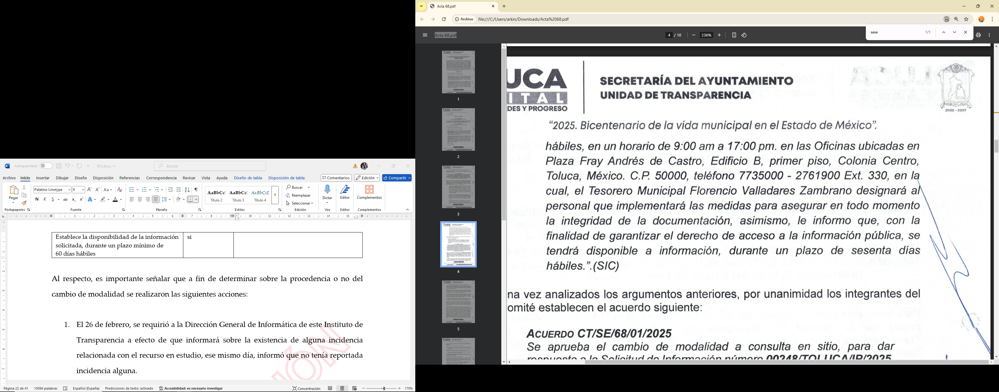 Autoguardado
912.docx
Buscar
Archivo Inicio Insertar Dibujar Diseño Disposición Referencias Correspondencia Revisar Vista Ayuda Diseño de tabla Disposición de tabla
Comentarios Edición Compartir
Pegar
Portapapeles
Palatino Linotype 9
Fuente
Párrafo
AaBbCcl AaBbCcl AaBbCcL
Título 2 Título 3 Título 4
Estilos
Buscar
Reemplazar
Seleccionar
Edición
Dictar
Voz
Editor
Editor
Complementos
Complementos
Establece la disponibilidad de la información si
solicitada, durante un plazo mínimo de
60 días hábiles
Al respecto, es importante señalar que a fin de determinar sobre la procedencia o no del
cambio de modalidad se realizaron las siguientes acciones:
1. El 26 de febrero, se requirió a la Dirección General de Informática de este Instituto de
Transparencia a efecto de que informará sobre la existencia de alguna incidencia
relacionada con el recurso en estudio, ese mismo día, informó que no tenía reportada
incidencia alguna.
Página 22 de 41 10084 palabras Español (España) Predicciones de texto: activado Accesibilidad: es necesario investigar Concentración 170%
Acta 68.pdf
Archivo file:///C:/Users/arkin/Downloads/Acta%2068.pdf
Acta 68.pdf 4 / 10 236%
sese 1/1
1
2
3
4
5
UCA
ITAL
DES Y PROGRESO
SECRETARÍA DEL AYUNTAMIENTO
UNIDAD DE TRANSPARENCIA
2025 - 2027
“2025. Bicentenario de la vida municipal en el Estado de México”.
hábiles, en un horario de 9:00 am a 17:00 pm. en las Oficinas ubicadas en
Plaza Fray Andrés de Castro, Edificio B, primer piso, Colonia Centro,
Toluca, México. C.P. 50000, teléfono 7735000 - 2761900 Ext. 330, en la
cual, el Tesorero Municipal Florencio Valladares Zambrano designará al
personal que implementará las medidas para asegurar en todo momento
la integridad de la documentación, asimismo, le informo que, con la
finalidad de garantizar el derecho de acceso a la información pública, se
tendrá disponible a información, durante un plazo de sesenta días
hábiles.”.(SIC)
na vez analizados los argumentos anteriores, por unanimidad los integrantes del
omité establecen el acuerdo siguiente:
ACUERDO CT/SE/68/01/2025
Se aprueba el cambio de modalidad a consulta en sitio, para dar
respuesta a la Solicitud de Información número 00248/TOLUCA/IP/2025